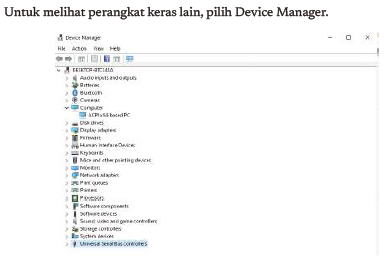 Untuk melihat perangkat keras lain, pilih Device Manager.
Device Manager
File Action View Help
Audio inputs and outputs
Batteries
Bluetooth
Cameras
Computer
ACPI x64-based PC
Disk drives
Display adapters
Firmware
Human Interface Devices
Keyboards
Mice and other pointing devices
Monitors
Network adapters
Print queues
Printers
Processors
Software components
Software devices
Sound, video and game controllers
Storage controllers
System devices
Universal Serial Bus controllers